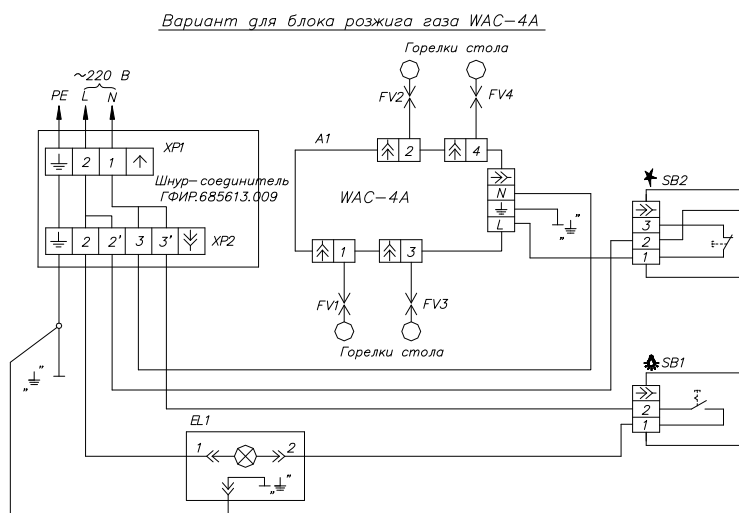 Вариант для блока розжига газа WAC-4A
Горелки стола
~220 В
PE L N
FV2 FV4
XP1
A1
2 4
2 1
Шнур-соединитель
ГФИР.685613.009
WAC-4A
N
L
SB2
3
2
1
2 2' 3 3'
XP2
1 3
FV1 FV3
Горелки стола
„ ”
SB1
2
1
EL1
1 2
„ ”